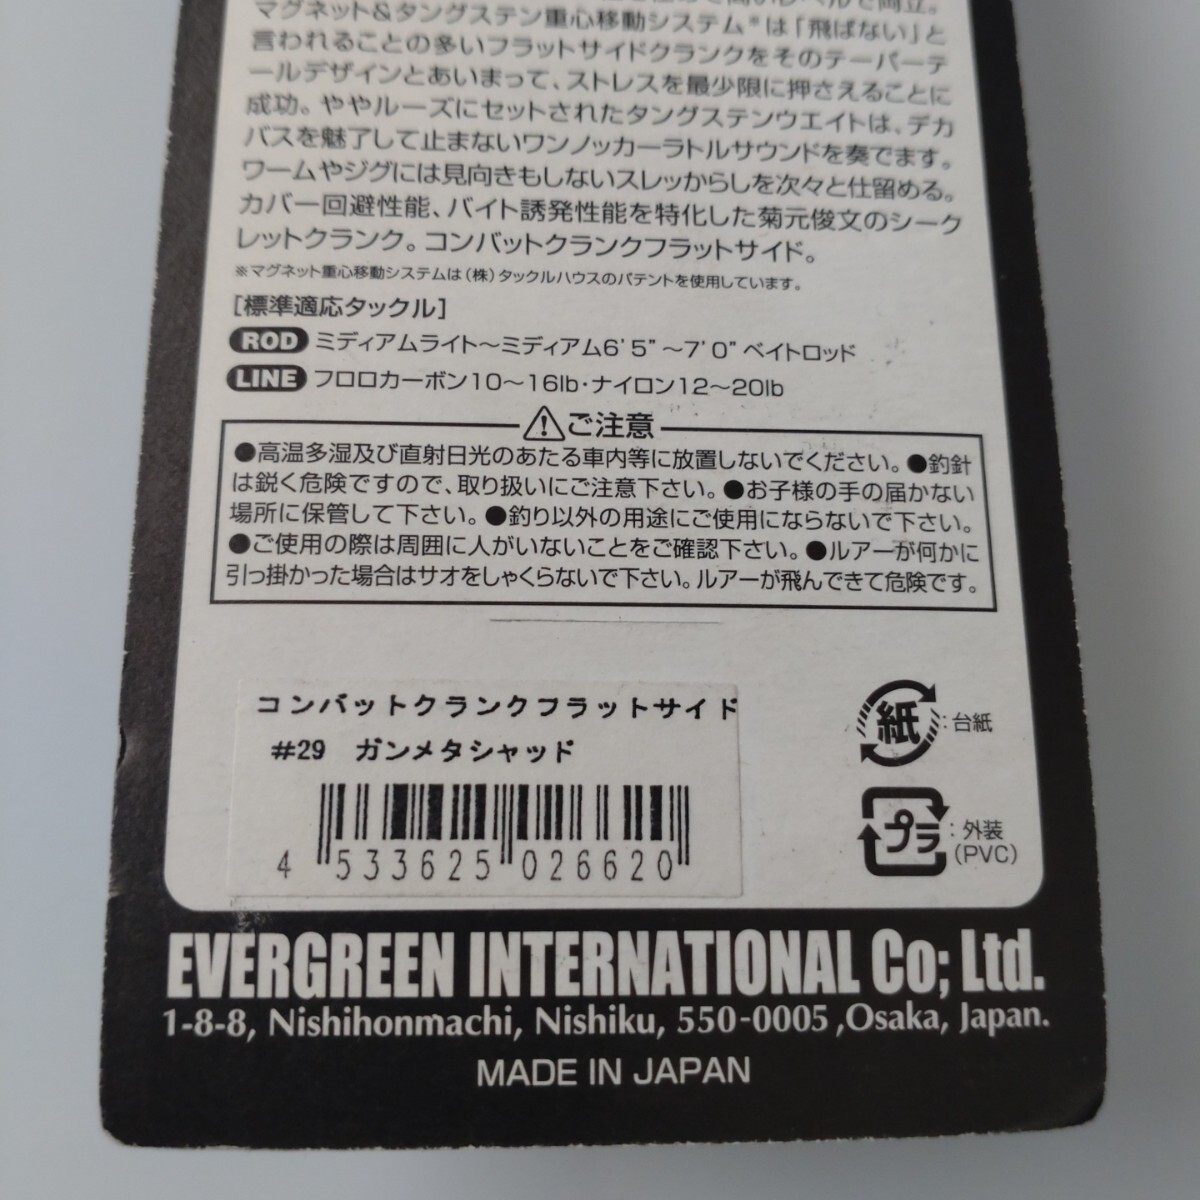 マグネット&タングステン重心移動システム※は「飛ばない」と
言われることの多いフラットサイドクランクをそのテーパーテ
ールデザインとあいまって、ストレスを最少限に押さえることに
成功。ややルーズにセットされたタングステンウエイトは、デカ
バスを魅了して止まないワンノッカーラトルサウンドを奏でます。
ワームやジグには見向きもしないスレッからしを次々と仕留める。
カバー回避性能、バイト誘発性能を特化した菊元俊文のシーク
レットクランク。コンバットクランクフラットサイド。
※マグネット重心移動システムは(株)タックルハウスのパテントを使用しています。
[標準適応タックル]
ROD ミディアムライト〜ミディアム6'5"〜7'0"ベイトロッド
LINE フロロカーボン10〜16lb・ナイロン12〜20lb
ご注意
●高温多湿及び直射日光のあたる車内等に放置しないでください。●釣針
は鋭く危険ですので、取り扱いにご注意下さい。●お子様の手の届かない
場所に保管して下さい。●釣り以外の用途にご使用にならないで下さい。
●ご使用の際は周囲に人がいないことをご確認下さい。●ルアーが何かに
引っ掛かった場合はサオをしゃくらないで下さい。ルアーが飛んできて危険です。
コンバットクランクフラットサイド
#29 ガンメタシャッド
4 533625 026620
紙:台紙
プラ:外装
(PVC)
EVERGREEN INTERNATIONAL Co; Ltd.
1-8-8, Nishihonmachi, Nishiku, 550-0005 ,Osaka, Japan.
MADE IN JAPAN